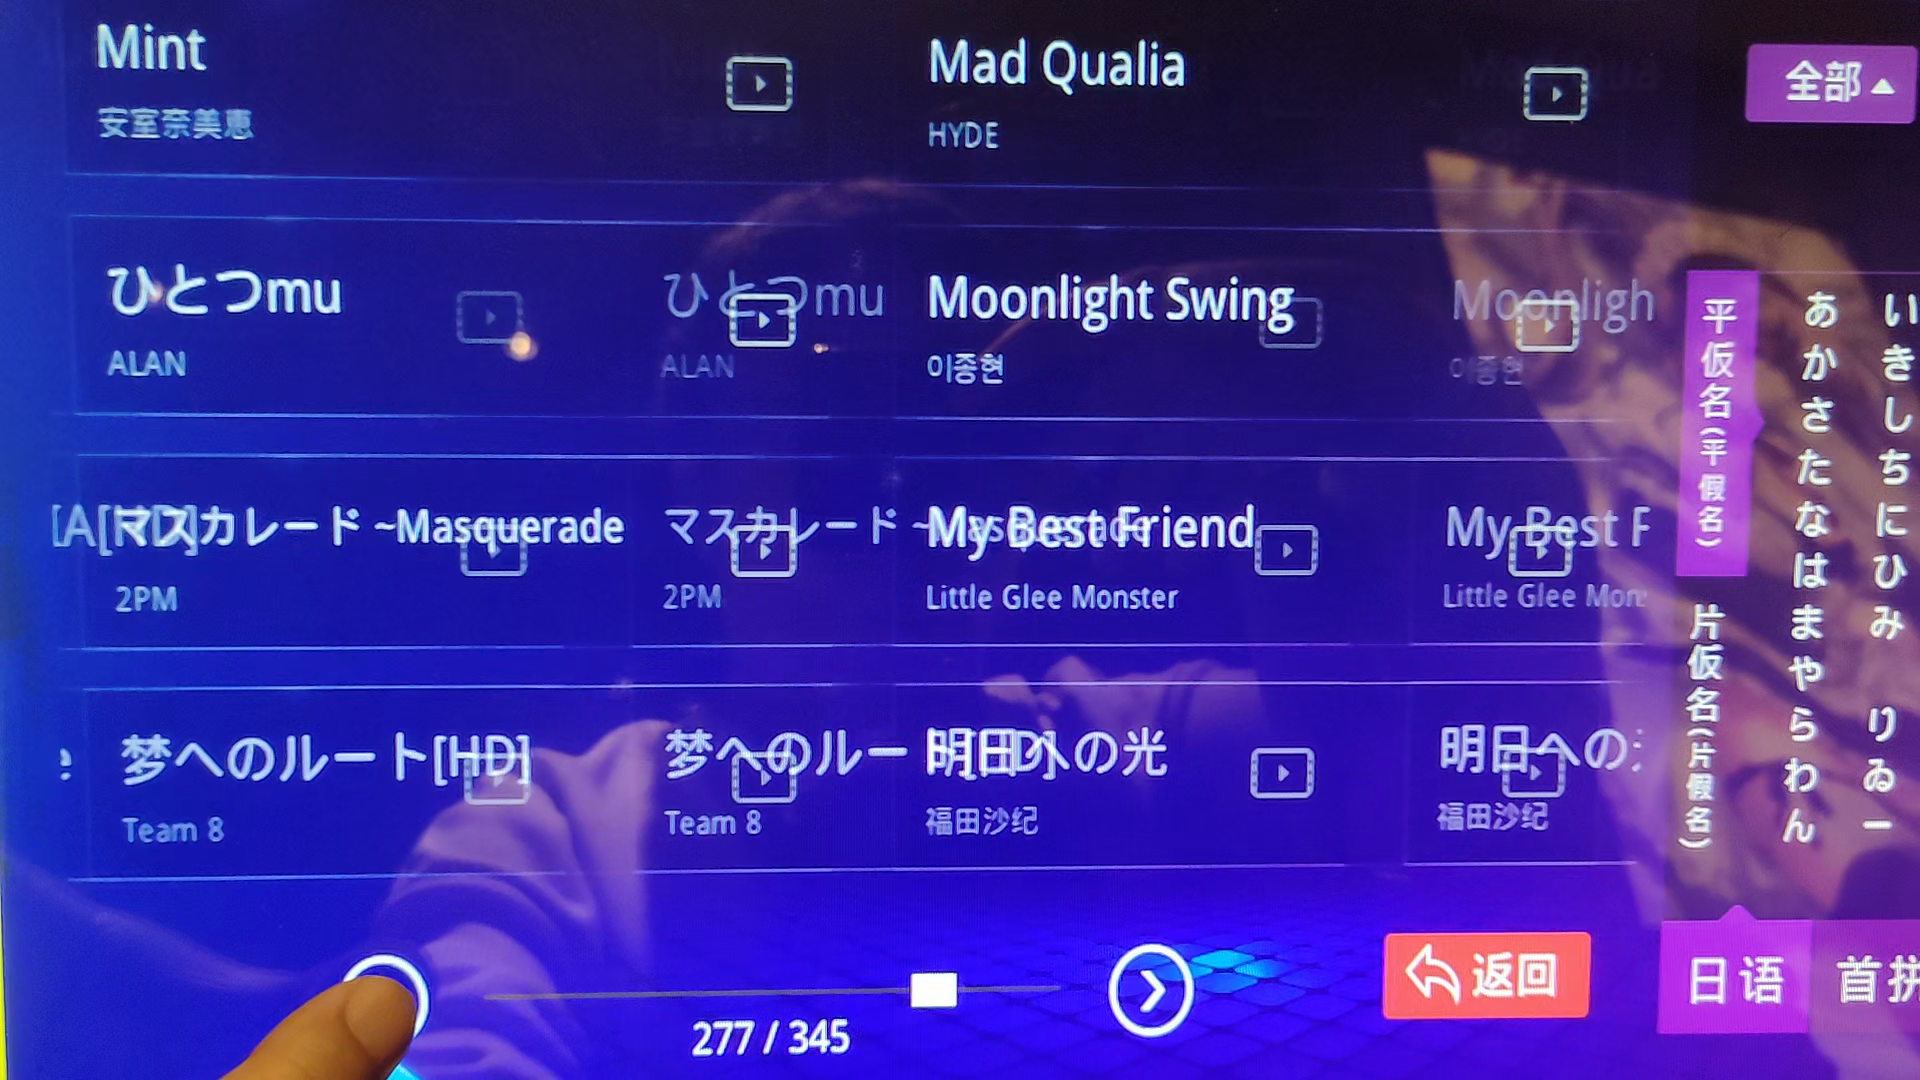 Mint
安室奈美恵
Mad Qualia
HYDE
全部
ひとつmu
ALAN
ひとつmu
ALAN
Moonlight Swing
이종현
Moonligh
이종현
[A[HD]
マスカレード ~Masquerade
2PM
マスカレード ~Masquerade
2PM
My Best Friend
Little Glee Monster
My Best F
Little Glee Mon
梦へのルート[HD]
Team 8
梦へのルート[HD]
Team 8
明日への光
福田沙纪
明日への
福田沙纪
平仮名(平假名)
片仮名(片假名)
あかさたなはまやらわん
いきしちにひみ りゐー
277 / 345
返回
日语
首拼